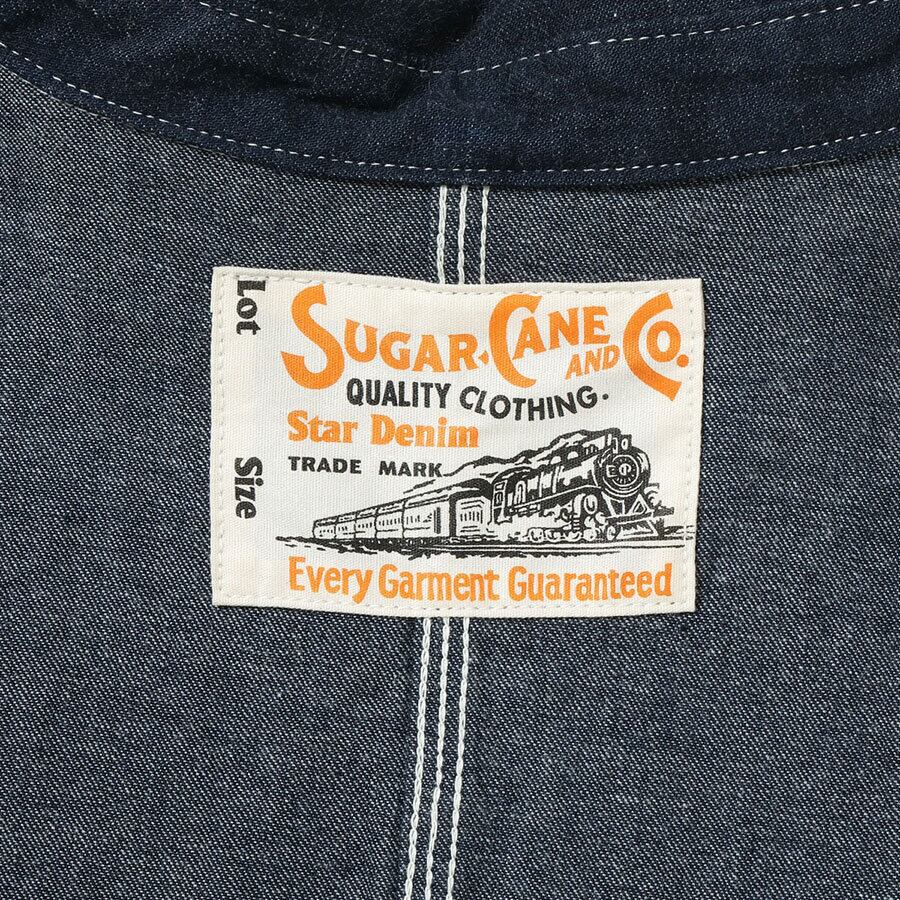 Lot
Size
SUGAR CANE AND CO.
QUALITY CLOTHING.
Star Denim
TRADE MARK
Every Garment Guaranteed